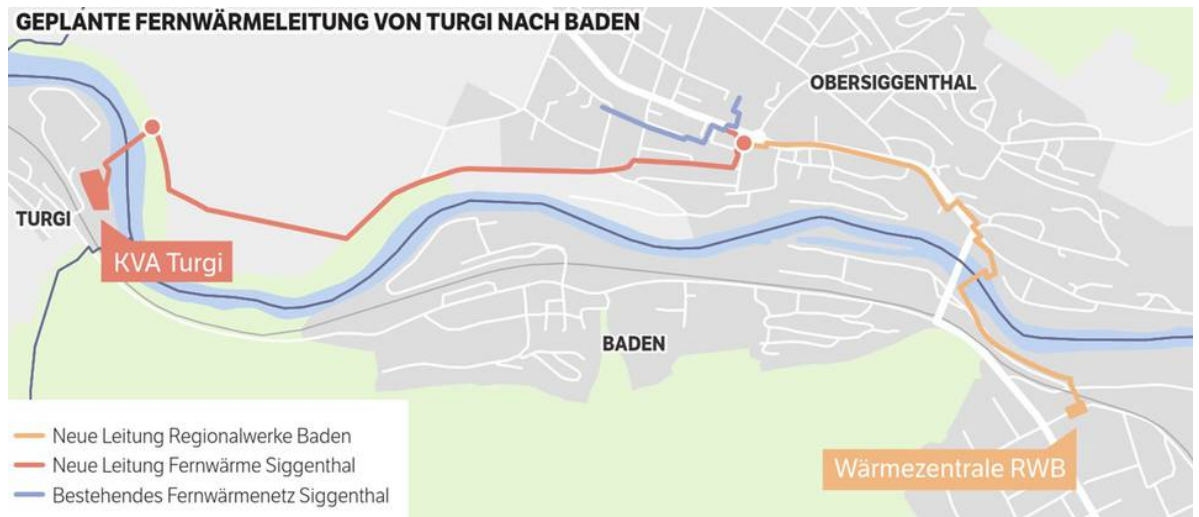 GEPLANTE FERNWÄRMELEITUNG VON TURGI NACH BADEN
OBERSIGGENTHAL
TURGI
KVA Turgi
BADEN
Neue Leitung Regionalwerke Baden
Neue Leitung Fernwärme Siggenthal
Bestehendes Fernwärmenetz Siggenthal
Wärmezentrale RWB